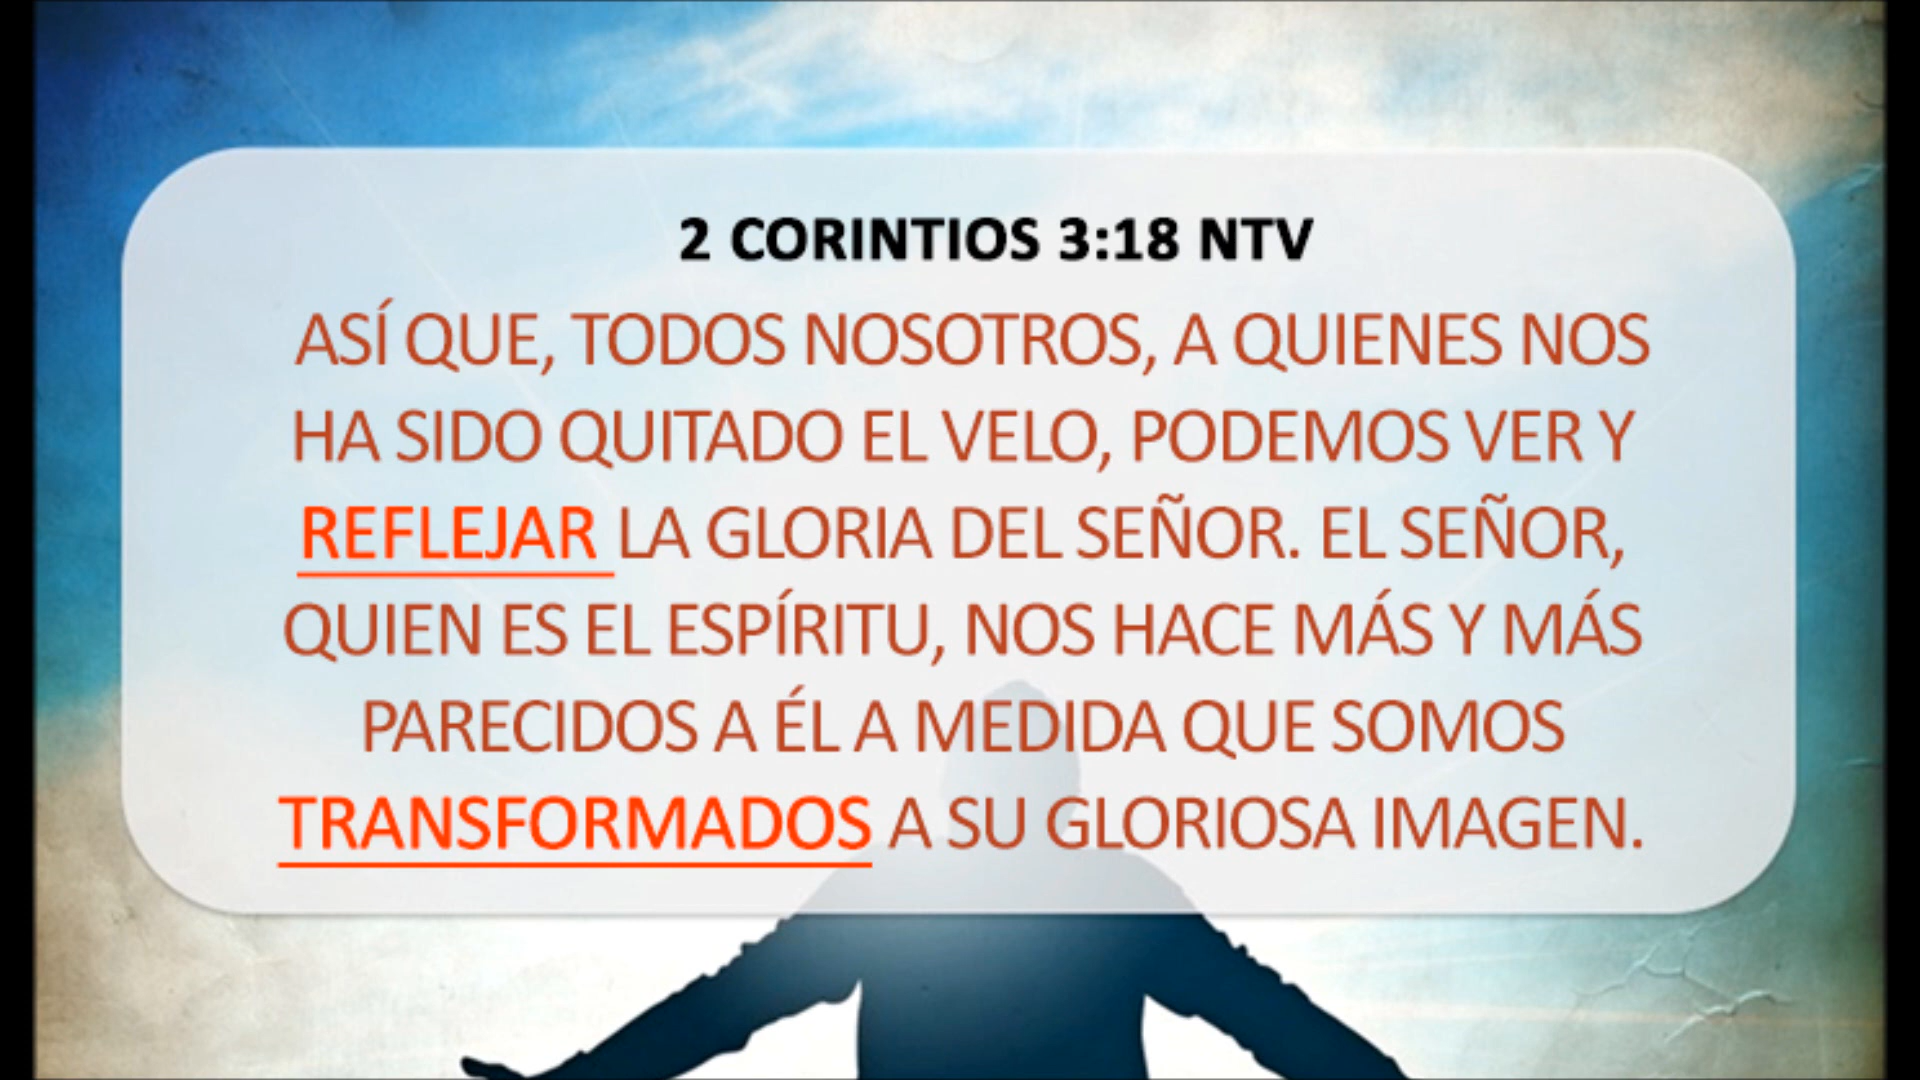 2 CORINTIOS 3:18 NTV
ASÍ QUE, TODOS NOSOTROS, A QUIENES NOS
HA SIDO QUITADO EL VELO, PODEMOS VER Y
REFLEJAR LA GLORIA DEL SEÑOR. EL SEÑOR,
QUIEN ES EL ESPÍRITU, NOS HACE MÁS Y MÁS
PARECIDOS A ÉL A MEDIDA QUE SOMOS
TRANSFORMADOS A SU GLORIOSA IMAGEN.